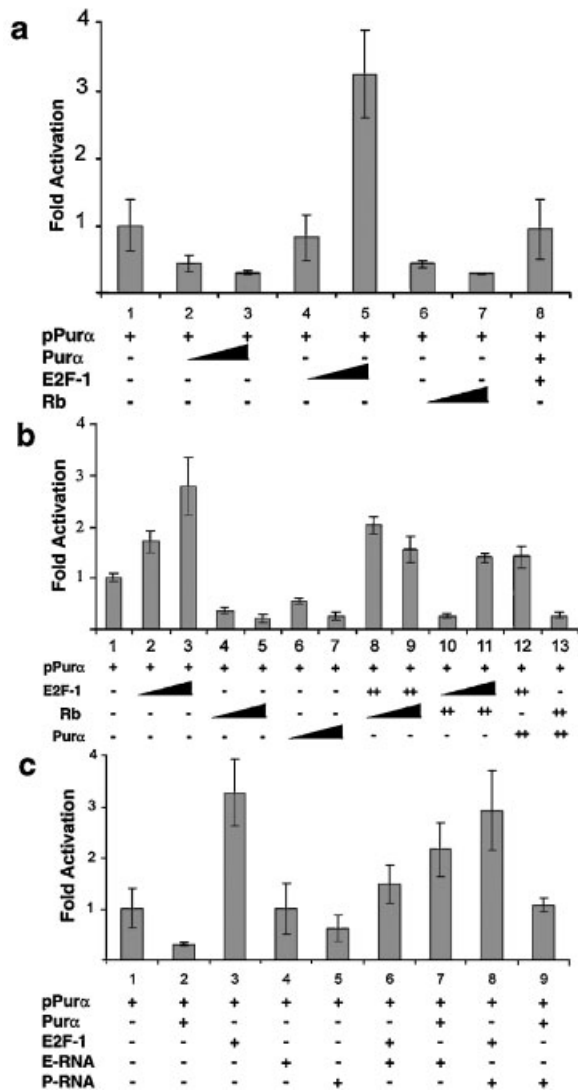 a
Fold Activation
4
3
2
1
1 2 3 4 5 6 7 8
pPurα + + + + + + + +
Purα - - - - - +
E2F-1 - - - - - +
Rb - - - - - -
b
Fold Activation
4
3
2
1
1 2 3 4 5 6 7 8 9 10 11 12 13
pPurα + + + + + + + + + + + + +
E2F-1 - - - - - ++ ++ ++ -
Rb - - - - - ++ ++ - ++
Purα - - - - - - - - - ++ ++
c
Fold Activation
4
3
2
1
1 2 3 4 5 6 7 8 9
pPurα + + + + + + + + +
Purα - + - - - - + - +
E2F-1 - - + - - + - + -
E-RNA - - - + - + + - -
P-RNA - - - - + - - + +